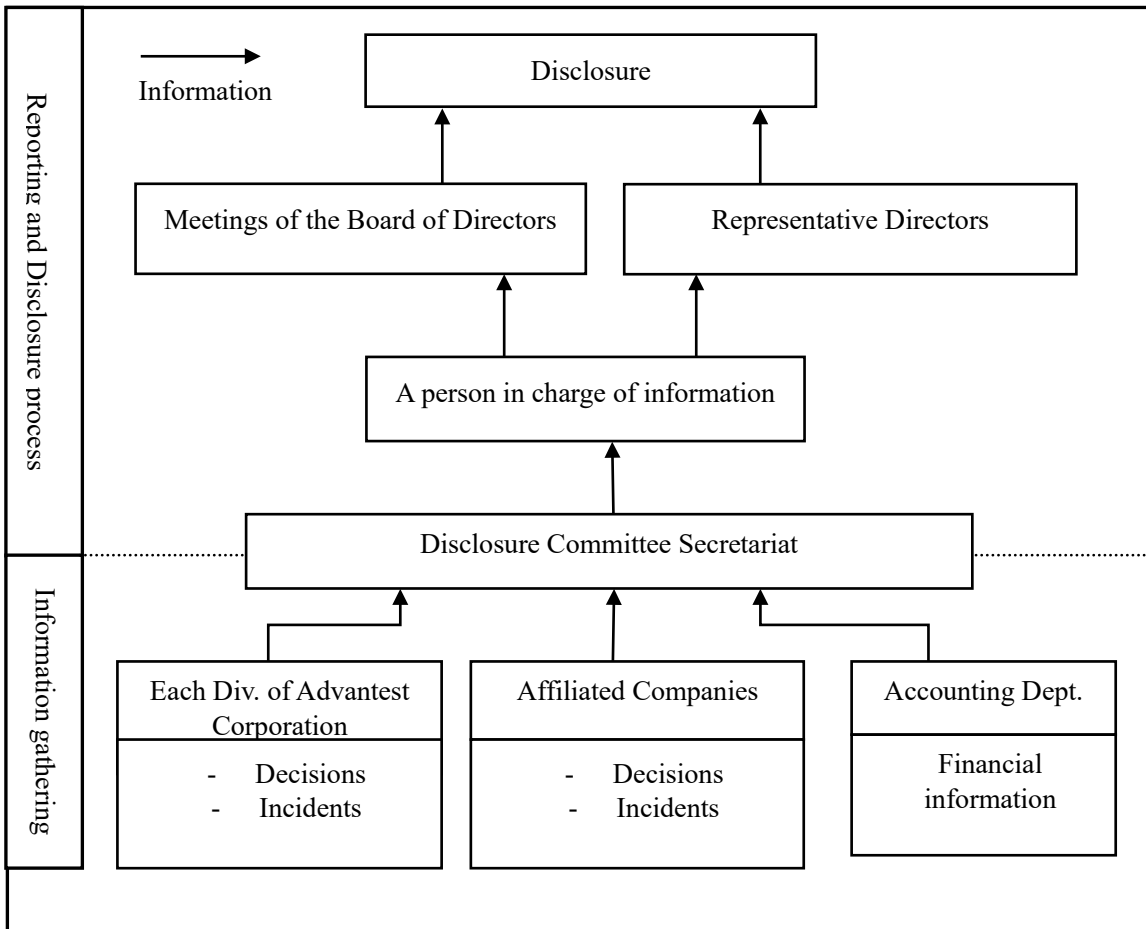 Disclosure
Information
Reporting and Disclosure process
Meetings of the Board of Directors
Representative Directors
A person in charge of information
Disclosure Committee Secretariat
Information gathering
Each Div. of Advantest
Corporation
- Decisions
- Incidents
Affiliated Companies
- Decisions
- Incidents
Accounting Dept.
Financial
information